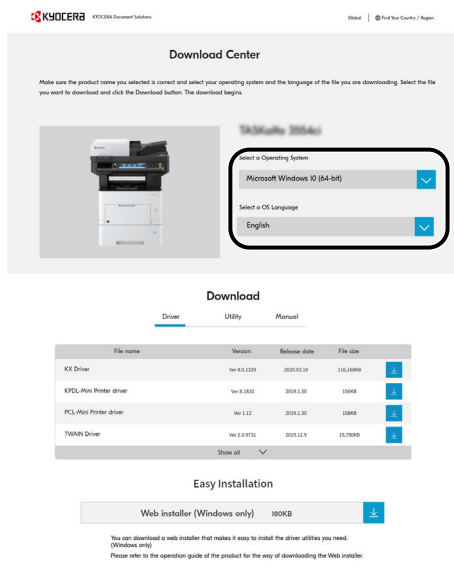 KYOCERA KYOCERA Document Solutions Global Find Your Country / Region
Download Center
Make sure the product name you selected is correct and select your operating system and the language of the file you are downloading. Select the file
you want to download and click the Download button. The download begins.
Select a Operating System
Microsoft Windows 10 (64-bit)
Select a OS Language
English
Download
Driver Utility Manual
File name Version Release date File size
KX Driver Ver 8.0.1329 2020.03.10 116,168KB
KPDL-Mini Printer driver Ver 8.1810 2019.1.30 156KB
PCL-Mini Printer driver Ver 1.12 2019.1.30 108KB
TWAIN Driver Ver 2.0.9731 2019.12.9 19,790KB
Show all
Easy Installation
Web installer (Windows only) 180KB
You can download a web installer that makes it easy to install the driver utilities you need.
(Windows only)
Please refer to the operation guide of the product for the way of downloading the Web installer.